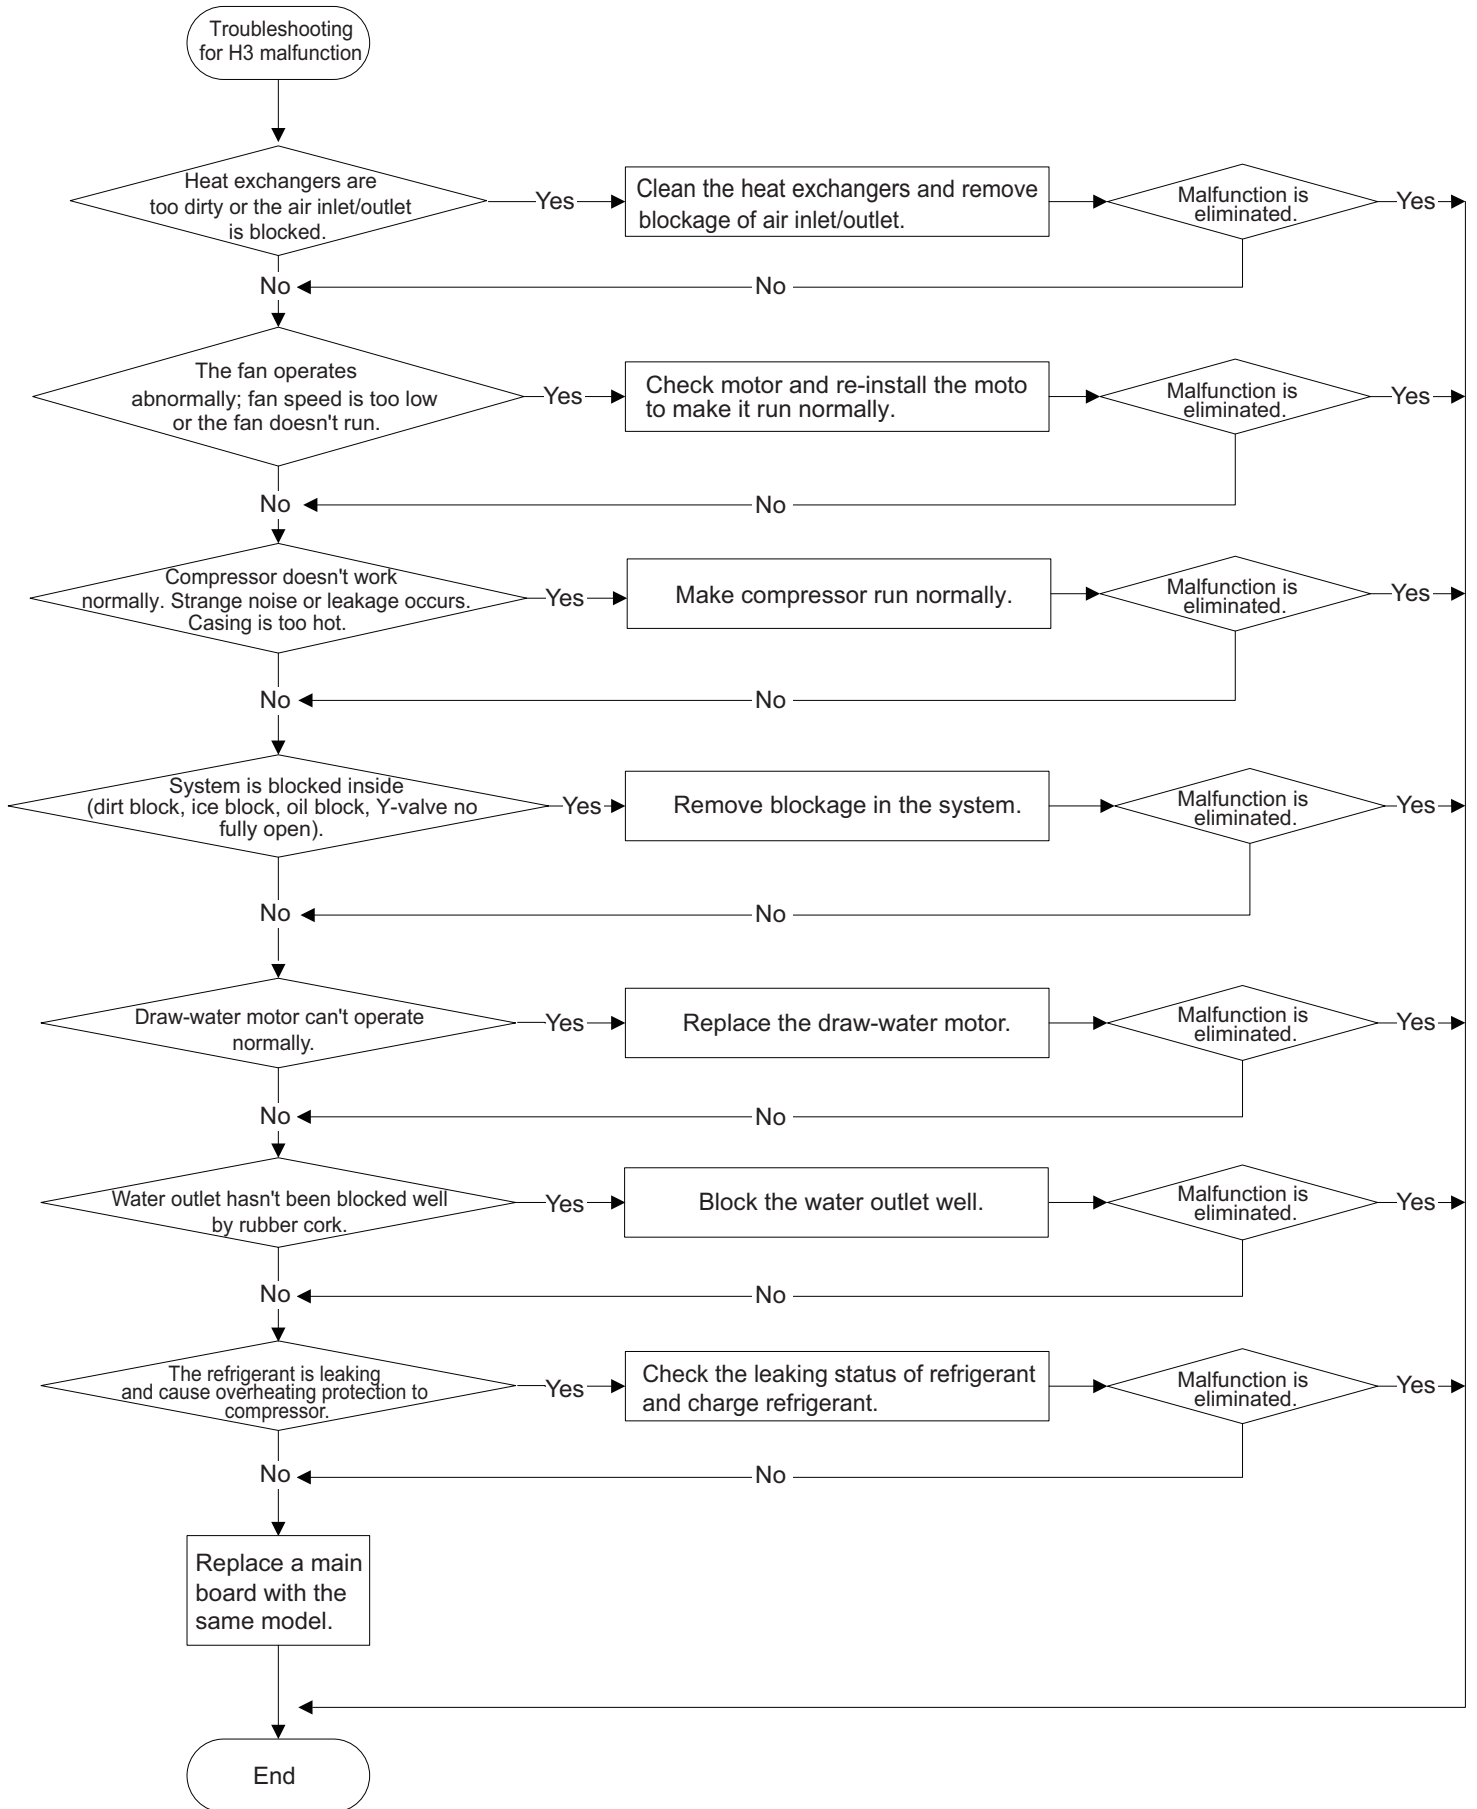 Troubleshooting
for H3 malfunction
Heat exchangers are
too dirty or the air inlet/outlet
is blocked.
Yes
Clean the heat exchangers and remove
blockage of air inlet/outlet.
Malfunction is
eliminated.
Yes
No
No
The fan operates
abnormally; fan speed is too low
or the fan doesn't run.
Yes
Check motor and re-install the moto
to make it run normally.
Malfunction is
eliminated.
Yes
No
No
Compressor doesn't work
normally. Strange noise or leakage occurs.
Casing is too hot.
Yes
Make compressor run normally.
Malfunction is
eliminated.
Yes
No
No
System is blocked inside
(dirt block, ice block, oil block, Y-valve no
fully open).
Yes
Remove blockage in the system.
Malfunction is
eliminated.
Yes
No
No
Draw-water motor can't operate
normally.
Yes
Replace the draw-water motor.
Malfunction is
eliminated.
Yes
No
No
Water outlet hasn't been blocked well
by rubber cork.
Yes
Block the water outlet well.
Malfunction is
eliminated.
Yes
No
No
The refrigerant is leaking
and cause overheating protection to
compressor.
Yes
Check the leaking status of refrigerant
and charge refrigerant.
Malfunction is
eliminated.
Yes
No
No
Replace a main
board with the
same model.
End